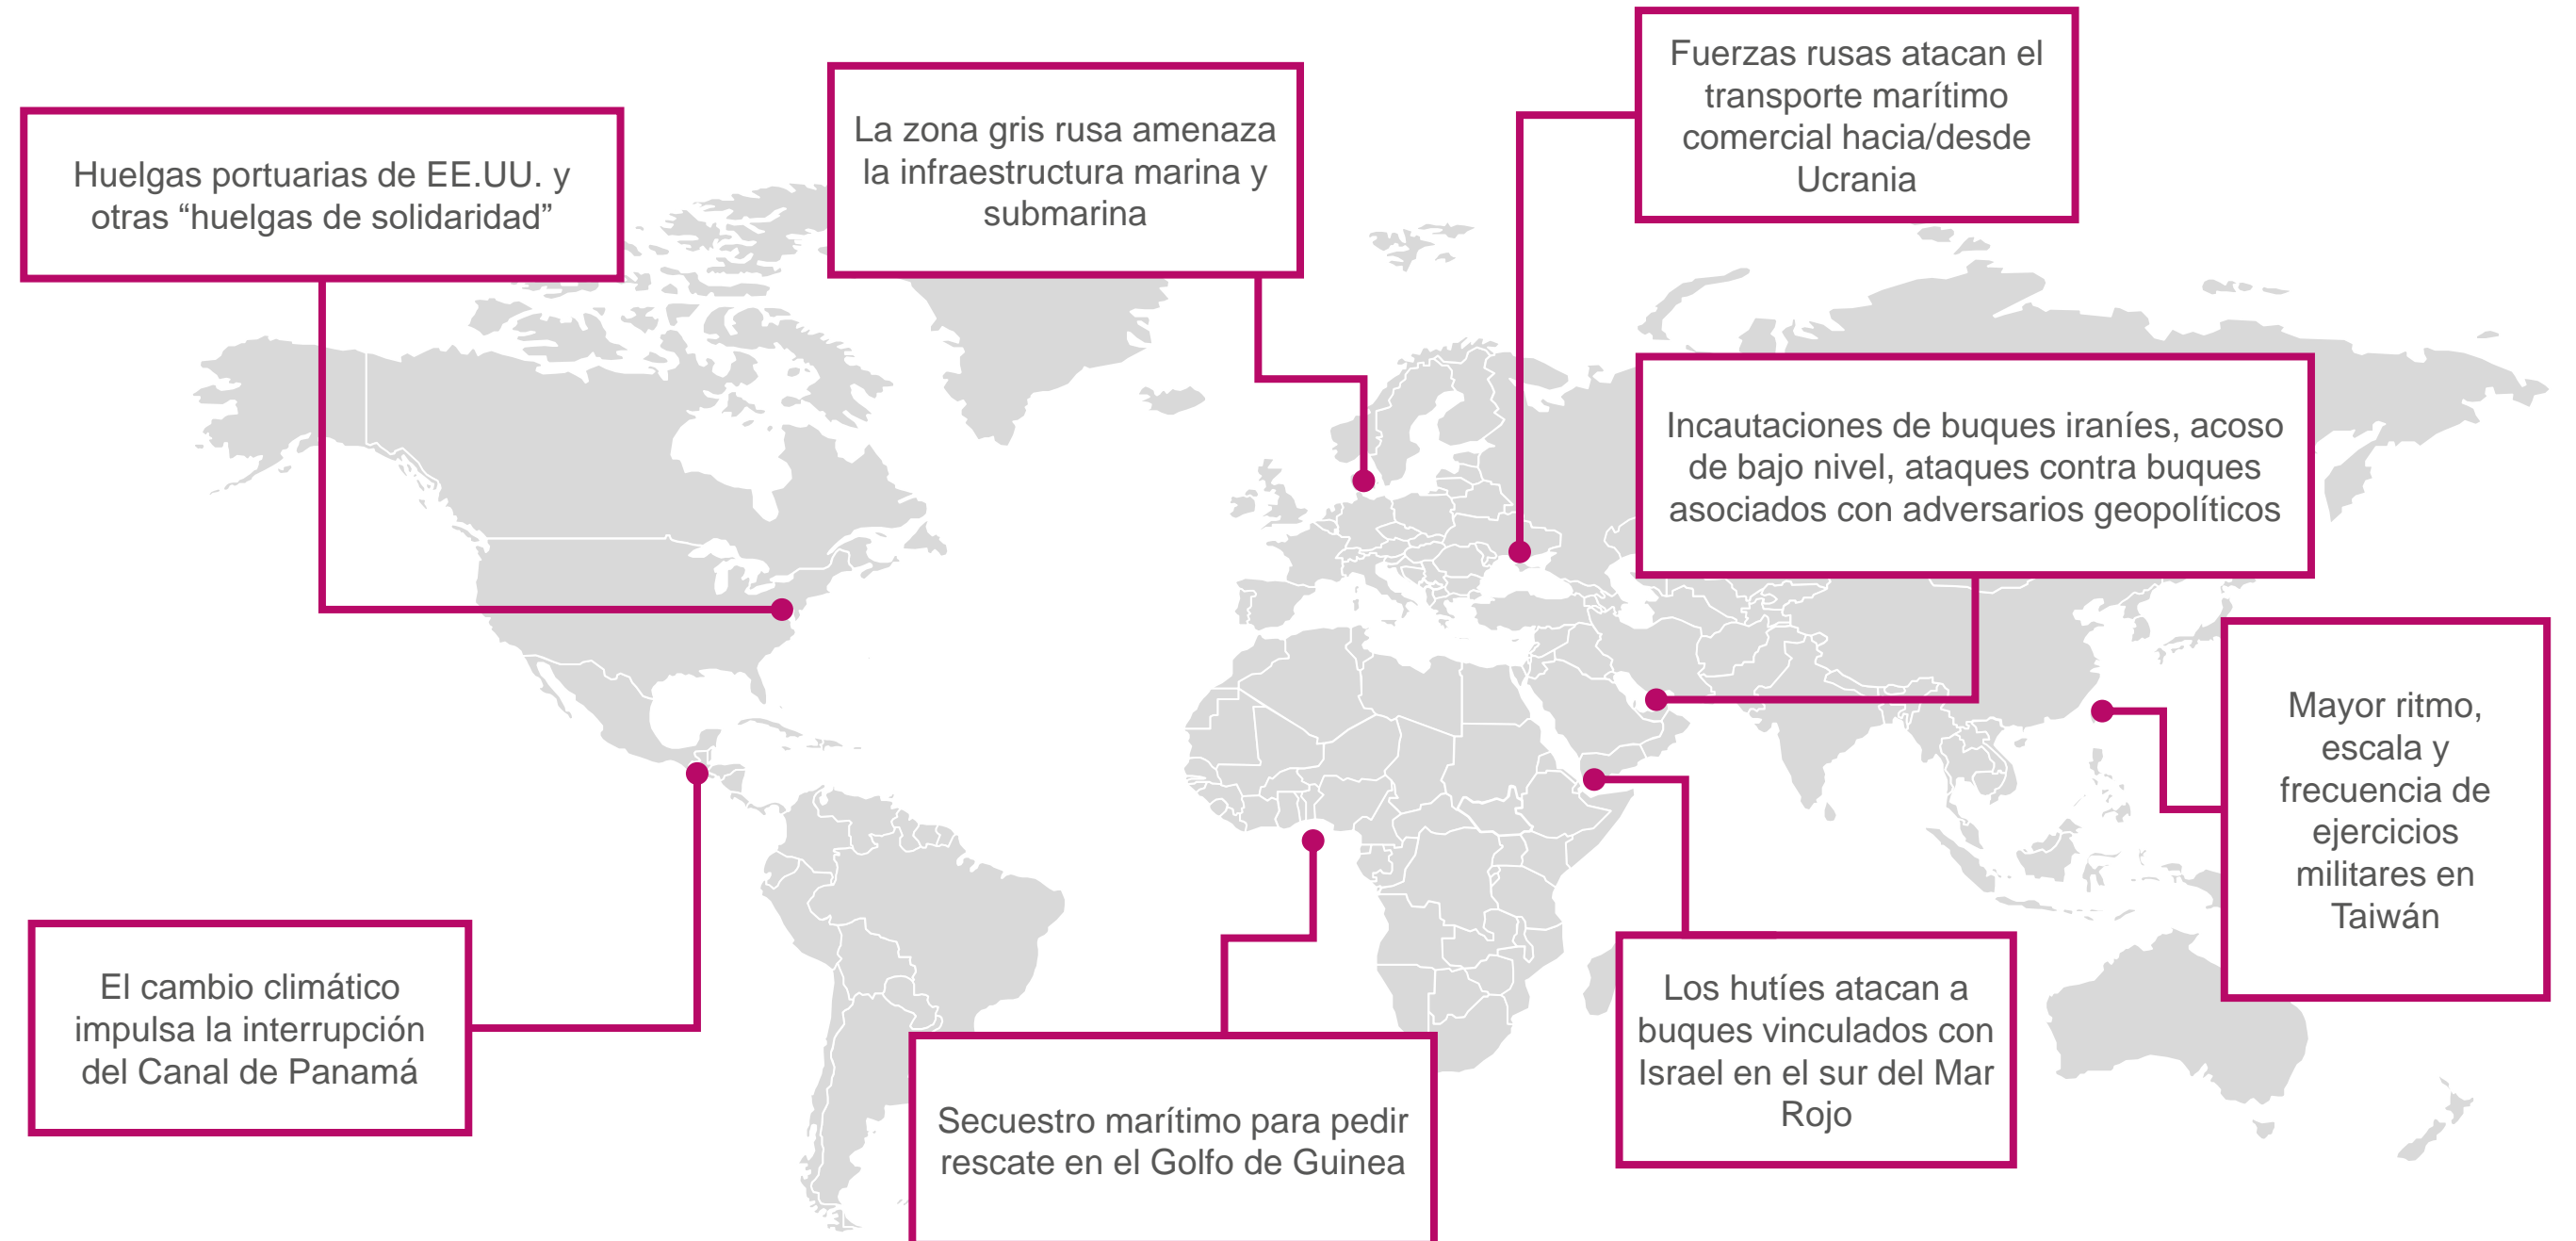 Huelgas portuarias de EE.UU. y
otras “huelgas de solidaridad”
La zona gris rusa amenaza
la infraestructura marina y
submarina
Fuerzas rusas atacan el
transporte marítimo
comercial hacia/desde
Ucrania
Incautaciones de buques iraníes, acoso
de bajo nivel, ataques contra buques
asociados con adversarios geopolíticos
Mayor ritmo,
escala y
frecuencia de
ejercicios
militares en
Taiwán
El cambio climático
impulsa la interrupción
del Canal de Panamá
Secuestro marítimo para pedir
rescate en el Golfo de Guinea
Los hutíes atacan a
buques vinculados con
Israel en el sur del Mar
Rojo